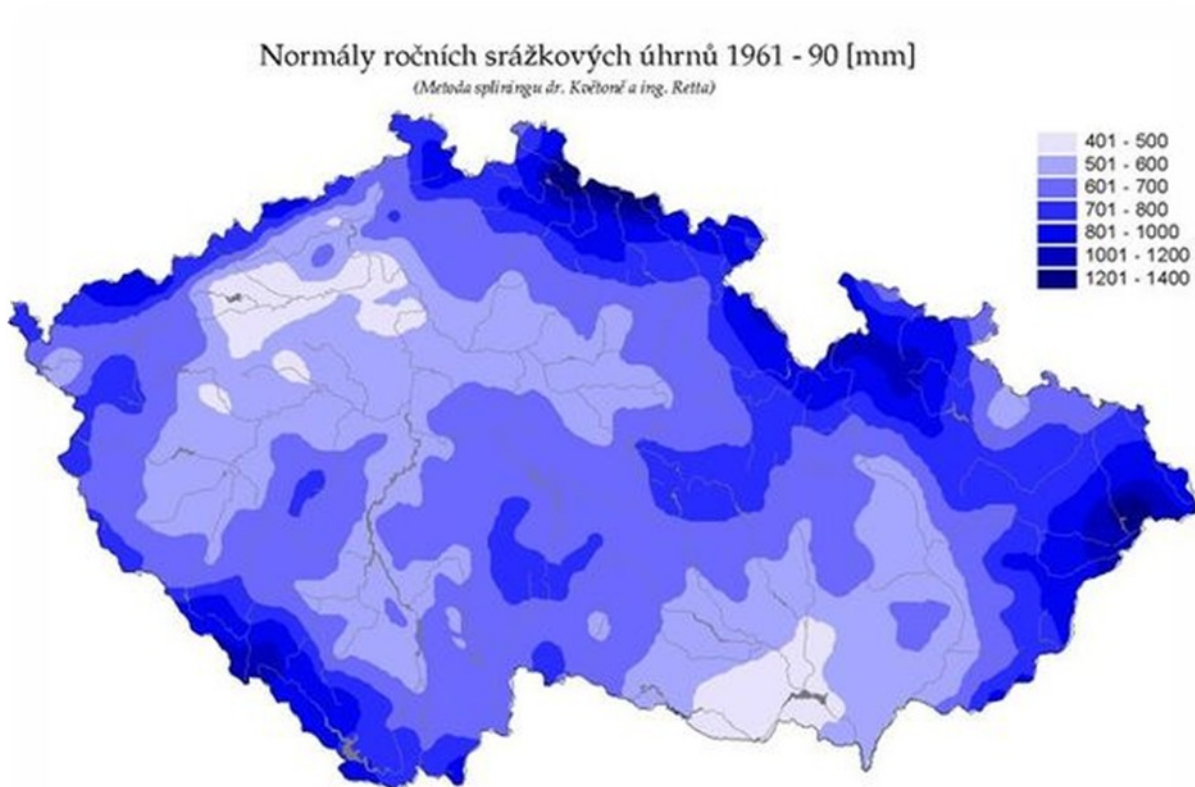 Normály ročních srážkových úhrnů 1961 - 90 [mm]
(Metoda spliningu dr. Květoně a ing. Retta)
401 - 500
501 - 600
601 - 700
701 - 800
801 - 1000
1001 - 1200
1201 - 1400